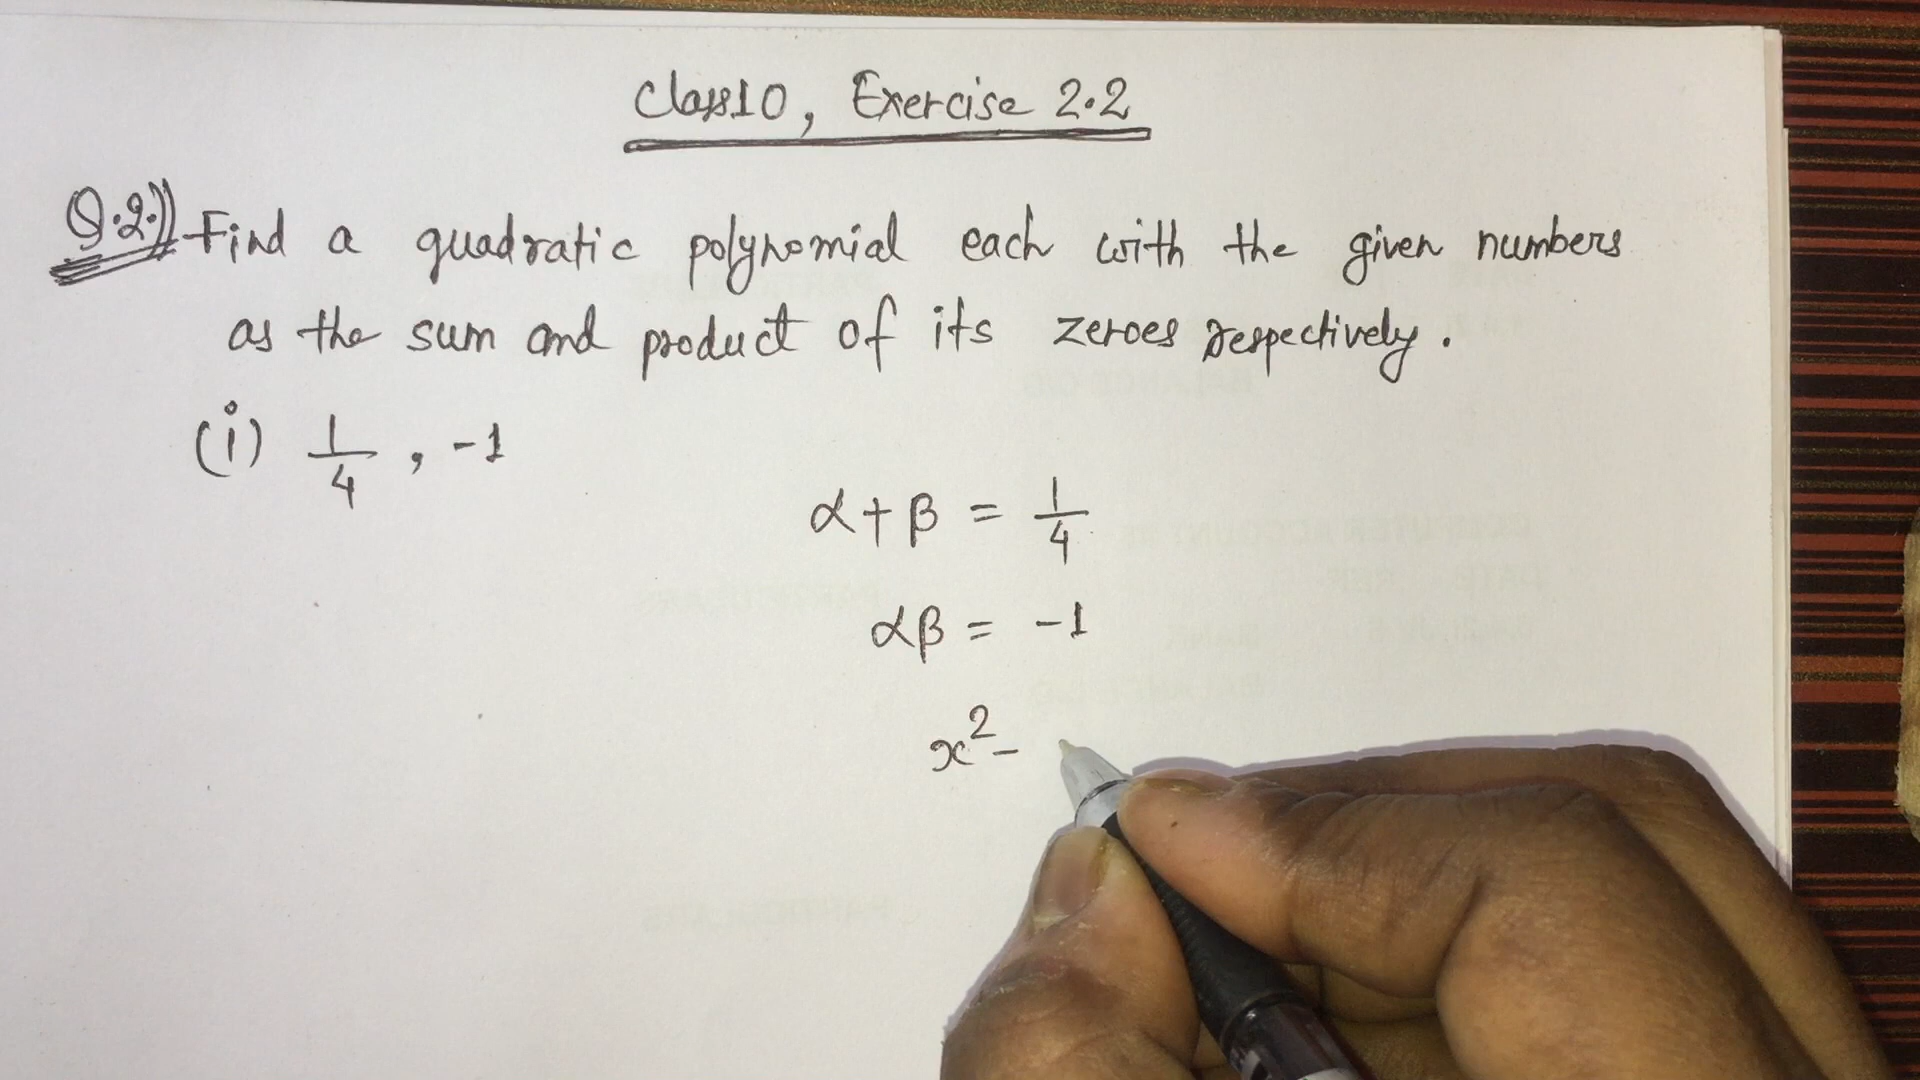 Class10, Exercise 2.2
Q.2.)) Find a quadratic polynomial each with the given numbers
as the sum and product of its zeroes respectively.
(i) 1/4, -1
α+β = 1/4
αβ = -1
x² -